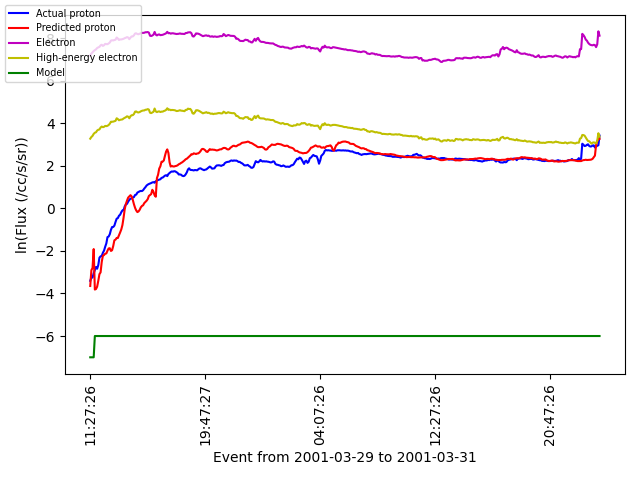 Actual proton
Predicted proton
Electron
High-energy electron
Model
8
6
4
2
0
−2
−4
−6
ln(Flux (/cc/s/sr))
11:27:26
19:47:27
04:07:26
12:27:26
20:47:26
Event from 2001-03-29 to 2001-03-31